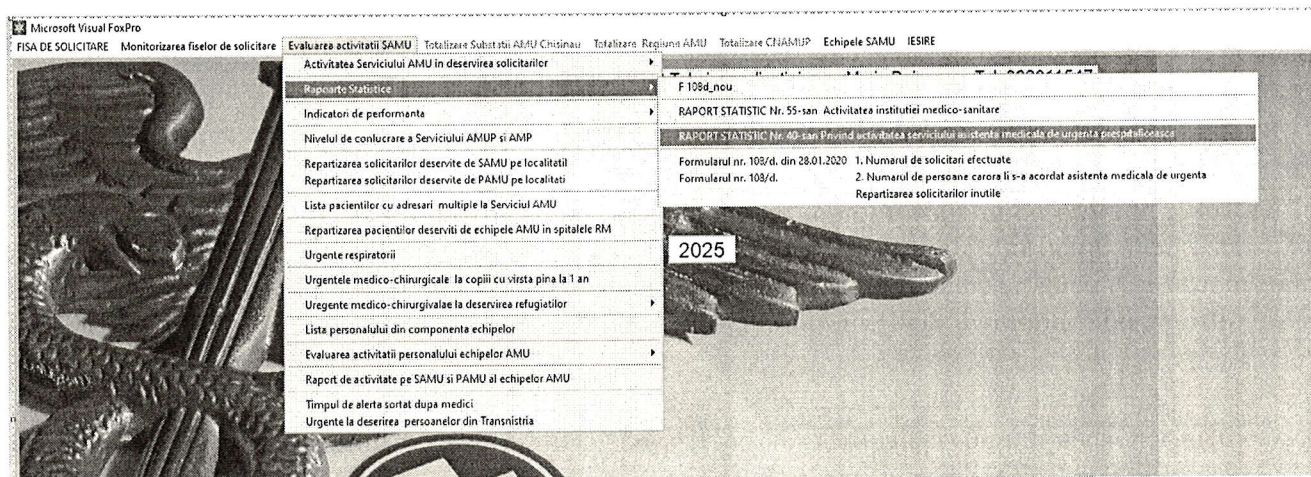 Microsoft Visual FoxPro
FISA DE SOLICITARE Monitorizarea fiselor de solicitare Evaluarea activitatii SAMU Totalizare Substatii AMU Chisinau Totalizare Regiune AMU Totalizare CNAMUP Echipele SAMU IESIRE
Activitatea Serviciului AMU in deservirea solicitarilor
Rapoarte Statistice
Indicatori de performanta
Nivelul de conlucrare a Serviciului AMUP si AMP
Repartizarea solicitarilor deservite de SAMU pe localitatil
Repartizarea solicitarilor deservite de PAMU pe localitati
Lista pacientilor cu adresari multiple la Serviciul AMU
Repartizarea pacientilor deserviti de echipele AMU in spitalele RM
Urgente respiratorii
Urgentele medico-chirurgicale la copiii cu virsta pina la 1 an
Uregente medico-chirurgivalae la deservirea refugiatilor
Lista personalului din componenta echipelor
Evaluarea activitatii personalului echipelor AMU
Raport de activitate pe SAMU si PAMU al echipelor AMU
Timpul de alerta sortat dupa medici
Urgente la deserirea persoanelor din Transnistria
F 108d_nou
RAPORT STATISTIC Nr. 55-san Activitatea institutiei medico-sanitare
RAPORT STATISTIC Nr. 40-san Privind activitatea serviciului asistenta medicala de urgenta prespitaliceasca
Formularul nr. 108/d. din 28.01.2020 1. Numarul de solicitari efectuate
Formularul nr. 108/d. 2. Numarul de persoane carora li s-a acordat asistenta medicala de urgenta
Repartizarea solicitarilor inutile
2025